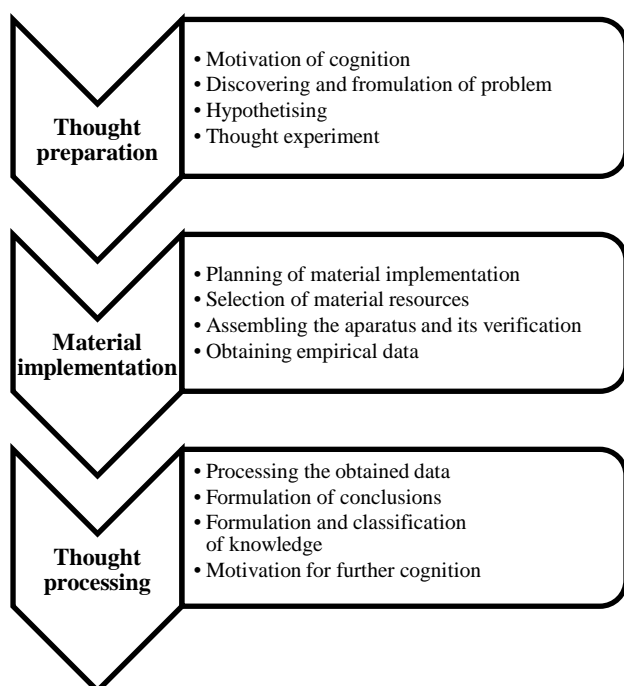 Thought
preparation
• Motivation of cognition
• Discovering and fromulation of problem
• Hypothetising
• Thought experiment
Material
implementation
• Planning of material implementation
• Selection of material resources
• Assembling the aparatus and its verification
• Obtaining empirical data
Thought
processing
• Processing the obtained data
• Formulation of conclusions
• Formulation and classification
of knowledge
• Motivation for further cognition